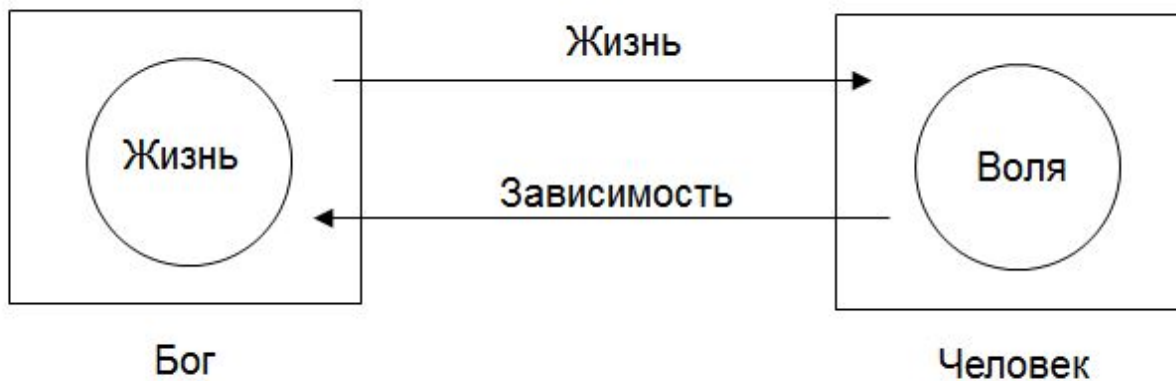 Жизнь
Жизнь
Воля
Зависимость
Бог
Человек